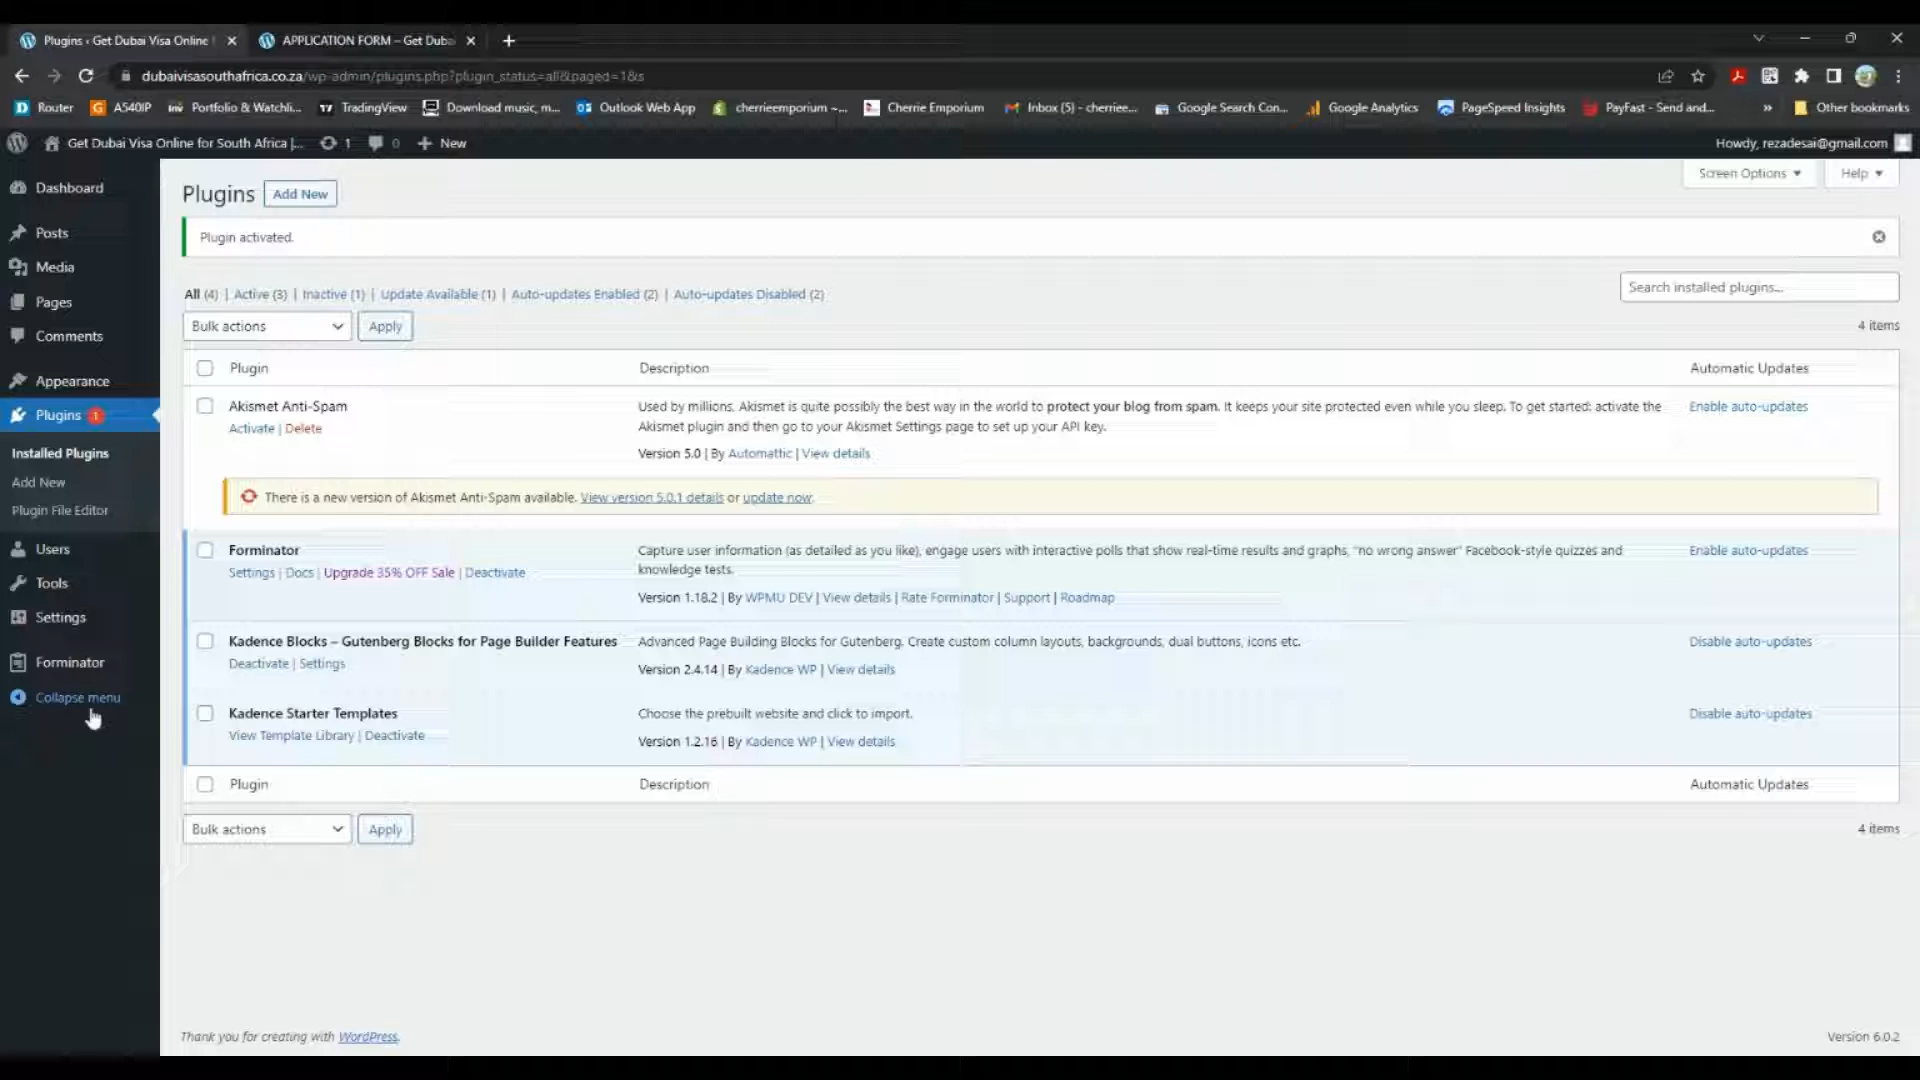 Plugins ‹ Get Dubai Visa Online
APPLICATION FORM – Get Duba
dubaivisasouthafrica.co.za/wp-admin/plugins.php?plugin_status=all&paged=1&s
Router
A540IP
Portfolio & Watchli...
TradingView
Download music, m...
Outlook Web App
cherrieemporium ~...
Cherrie Emporium
Inbox (5) - cherriee...
Google Search Con...
Google Analytics
PageSpeed Insights
PayFast - Send and...
»
Other bookmarks
Get Dubai Visa Online for South Africa |...
1
0
New
Howdy, rezadesai@gmail.com
Dashboard
Posts
Media
Pages
Comments
Appearance
Plugins 1
Installed Plugins
Add New
Plugin File Editor
Users
Tools
Settings
Forminator
Collapse menu
Screen Options
Help
Plugins
Add New
Plugin activated.
All (4) | Active (3) | Inactive (1) | Update Available (1) | Auto-updates Enabled (2) | Auto-updates Disabled (2)
Search installed plugins...
Bulk actions
Apply
4 items
Plugin
Description
Automatic Updates
Akismet Anti-Spam
Activate | Delete
Used by millions, Akismet is quite possibly the best way in the world to protect your blog from spam. It keeps your site protected even while you sleep. To get started: activate the
Akismet plugin and then go to your Akismet Settings page to set up your API key.
Version 5.0 | By Automattic | View details
Enable auto-updates
There is a new version of Akismet Anti-Spam available. View version 5.0.1 details or update now.
Forminator
Settings | Docs | Upgrade 35% OFF Sale | Deactivate
Capture user information (as detailed as you like), engage users with interactive polls that show real-time results and graphs, "no wrong answer" Facebook-style quizzes and
knowledge tests.
Version 1.18.2 | By WPMU DEV | View details | Rate Forminator | Support | Roadmap
Enable auto-updates
Kadence Blocks – Gutenberg Blocks for Page Builder Features
Deactivate | Settings
Advanced Page Building Blocks for Gutenberg. Create custom column layouts, backgrounds, dual buttons, icons etc.
Version 2.4.14 | By Kadence WP | View details
Disable auto-updates
Kadence Starter Templates
View Template Library | Deactivate
Choose the prebuilt website and click to import.
Version 1.2.16 | By Kadence WP | View details
Disable auto-updates
Plugin
Description
Automatic Updates
Bulk actions
Apply
4 items
Thank you for creating with WordPress.
Version 6.0.2